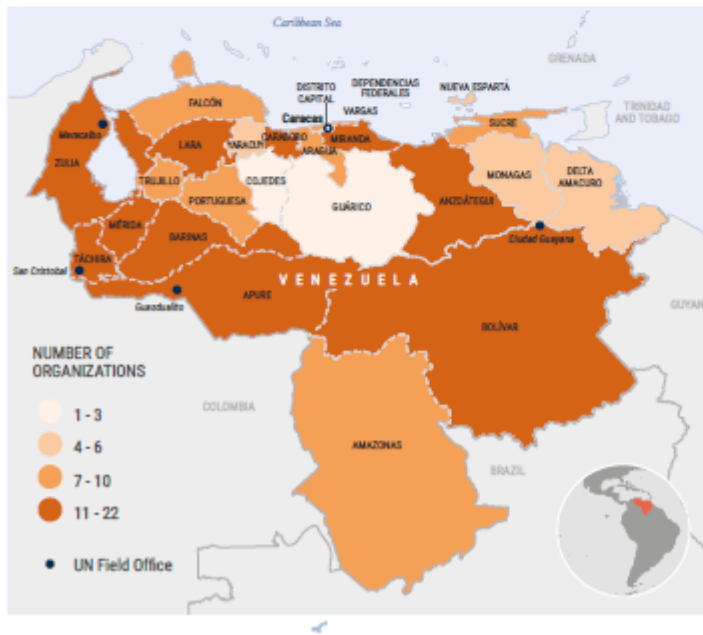 Caribbean Sea
GRENADA
DISTRITO
CAPITAL
DEPENDENCIAS
FEDERALES
NUEVA ESPARTA
TRINIDAD
AND TOBAGO
FALCÓN
Caracas
VARGAS
SUCRE
Maracaibo
LARA
YARACUY
CARABOBO
MIRANDA
ARAGUA
ZULIA
TRUJILLO
COJEDES
MONAGAS
DELTA
AMACURO
PORTUGUESA
GUÁRICO
ANZOÁTEGUI
MÉRIDA
BARINAS
Ciudad Guayana
TÁCHIRA
San Cristobal
VENEZUELA
Guasdualito
APURE
GUYAN
BOLÍVAR
NUMBER OF
ORGANIZATIONS
COLOMBIA
1 - 3
4 - 6
AMAZONAS
7 - 10
BRAZIL
11 - 22
UN Field Office